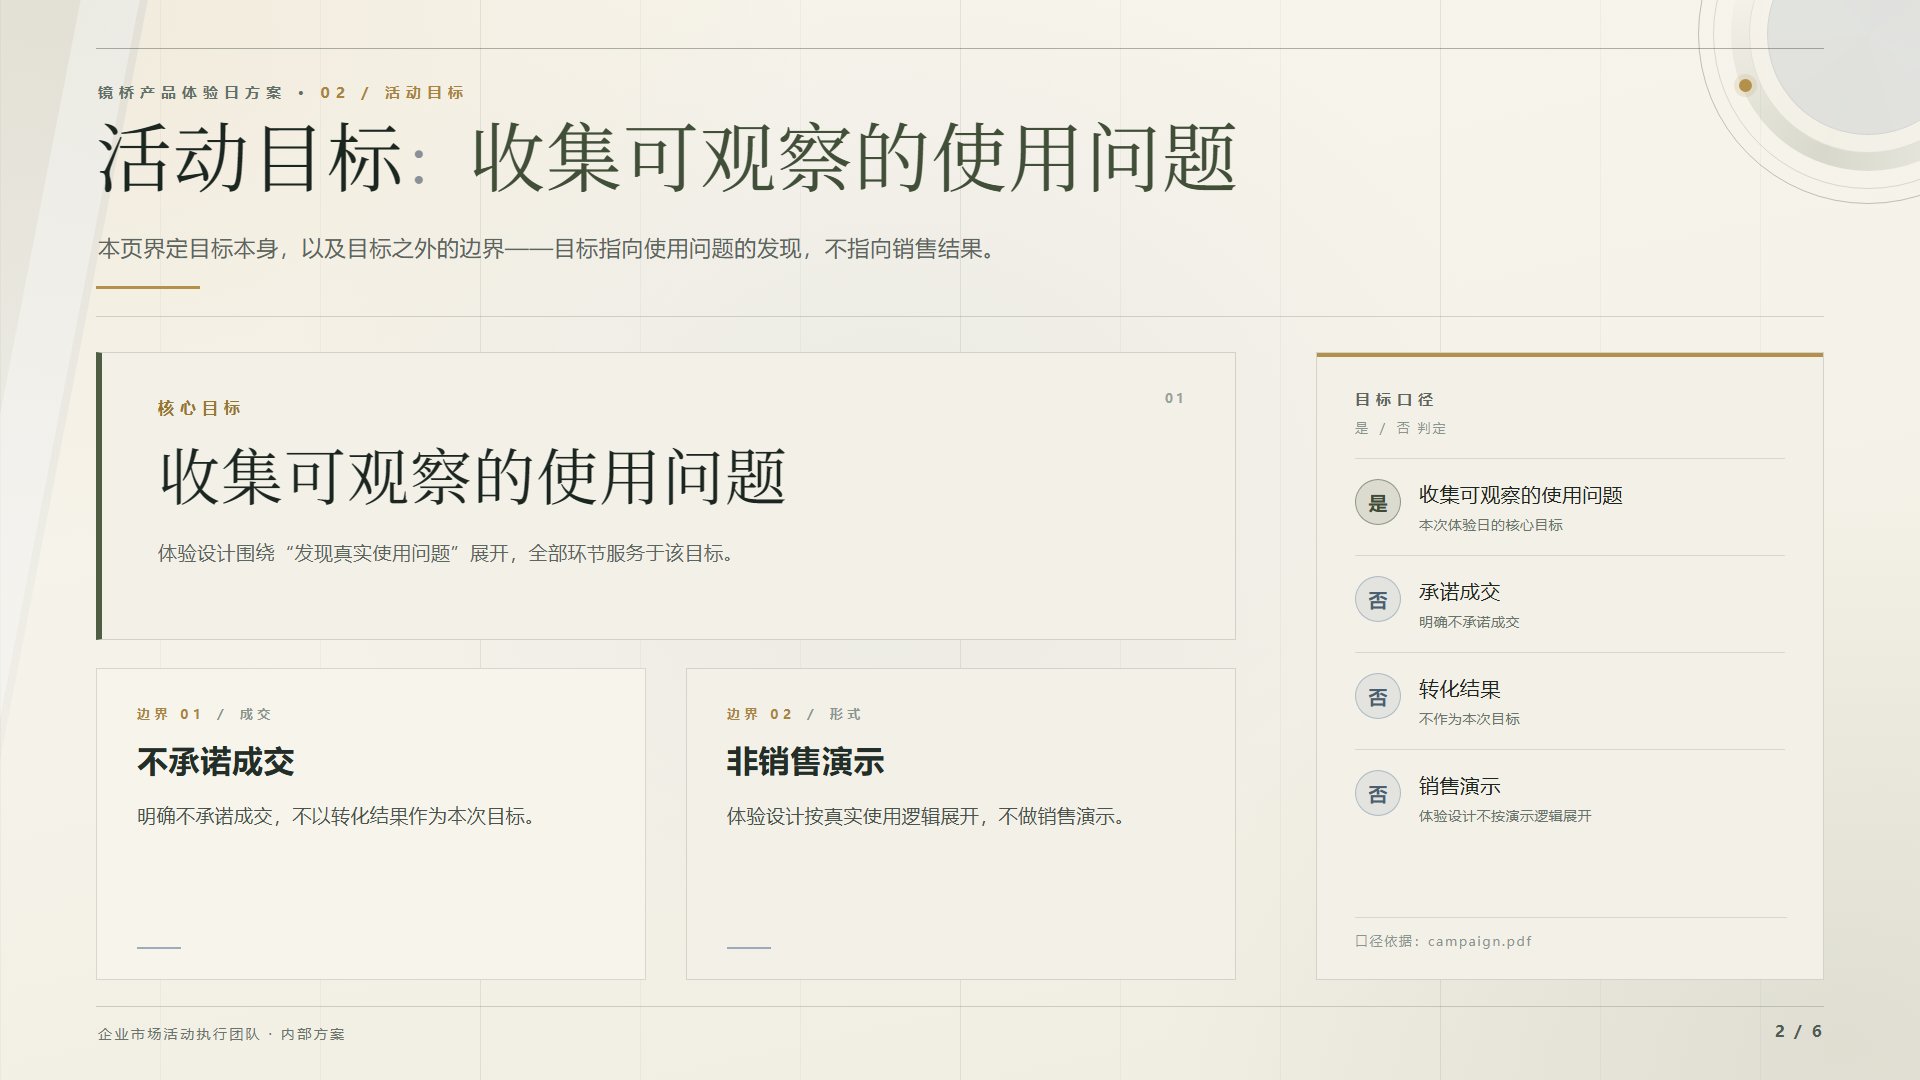 镜桥产品体验日方案 • 02 / 活动目标
活动目标：收集可观察的使用问题
本页界定目标本身，以及目标之外的边界——目标指向使用问题的发现，不指向销售结果。
核心目标
01
收集可观察的使用问题
体验设计围绕“发现真实使用问题”展开，全部环节服务于该目标。
边界 01 / 成交
不承诺成交
明确不承诺成交，不以转化结果作为本次目标。
边界 02 / 形式
非销售演示
体验设计按真实使用逻辑展开，不做销售演示。
目标口径
是 / 否 判定
是
收集可观察的使用问题
本次体验日的核心目标
否
承诺成交
明确不承诺成交
否
转化结果
不作为本次目标
否
销售演示
体验设计不按演示逻辑展开
口径依据：campaign.pdf
企业市场活动执行团队 · 内部方案
2 / 6